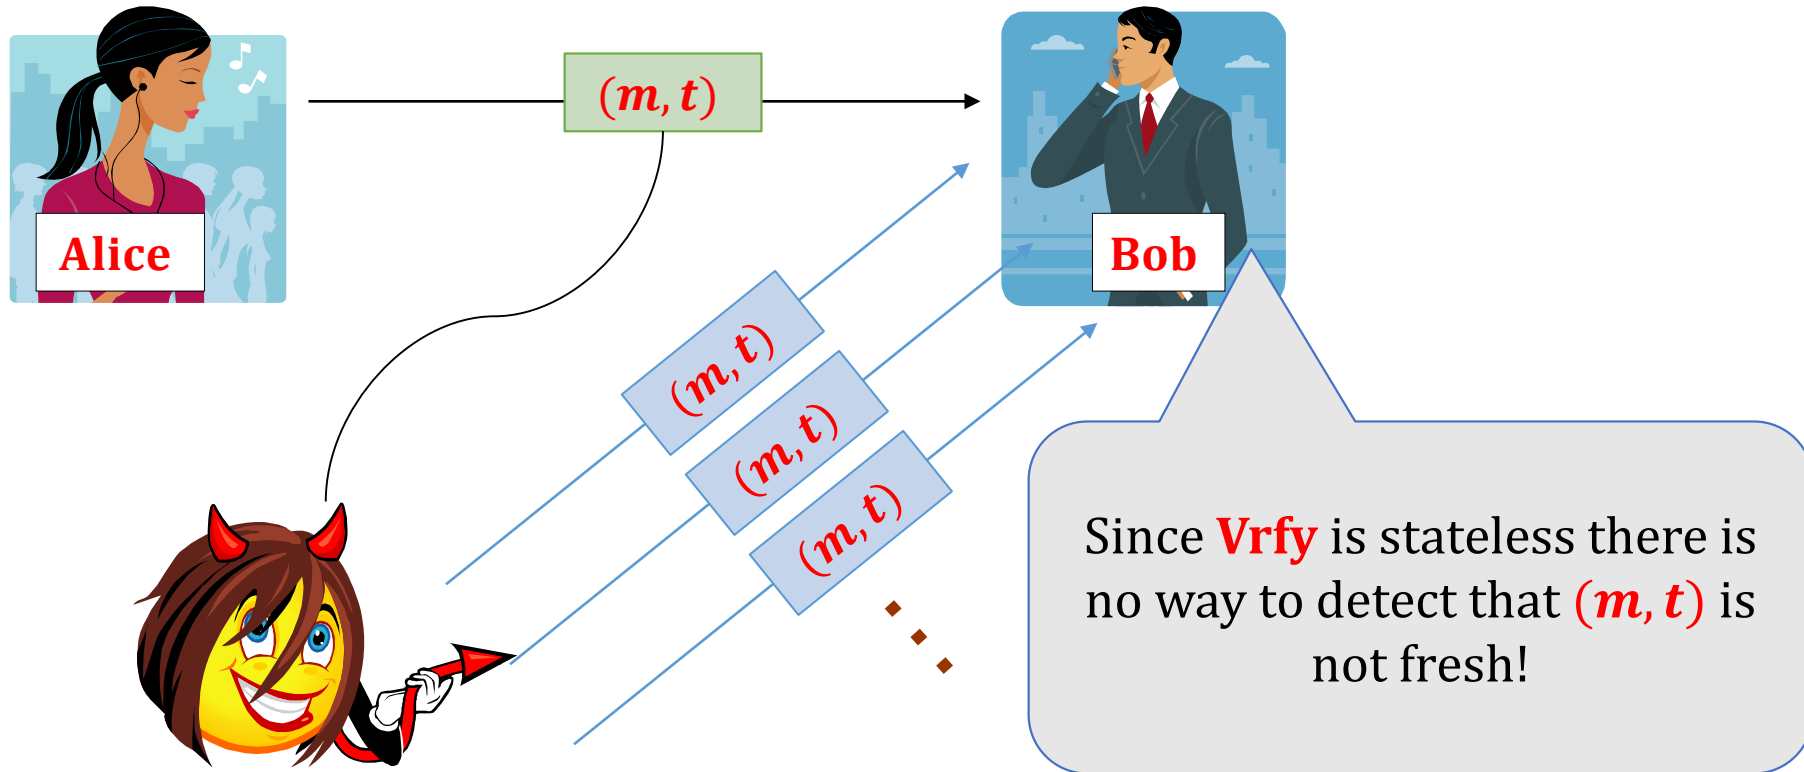 (m, t)
Alice
Bob
(m, t)
(m, t)
(m, t)
Since Vrfy is stateless there is
no way to detect that (m, t) is
not fresh!